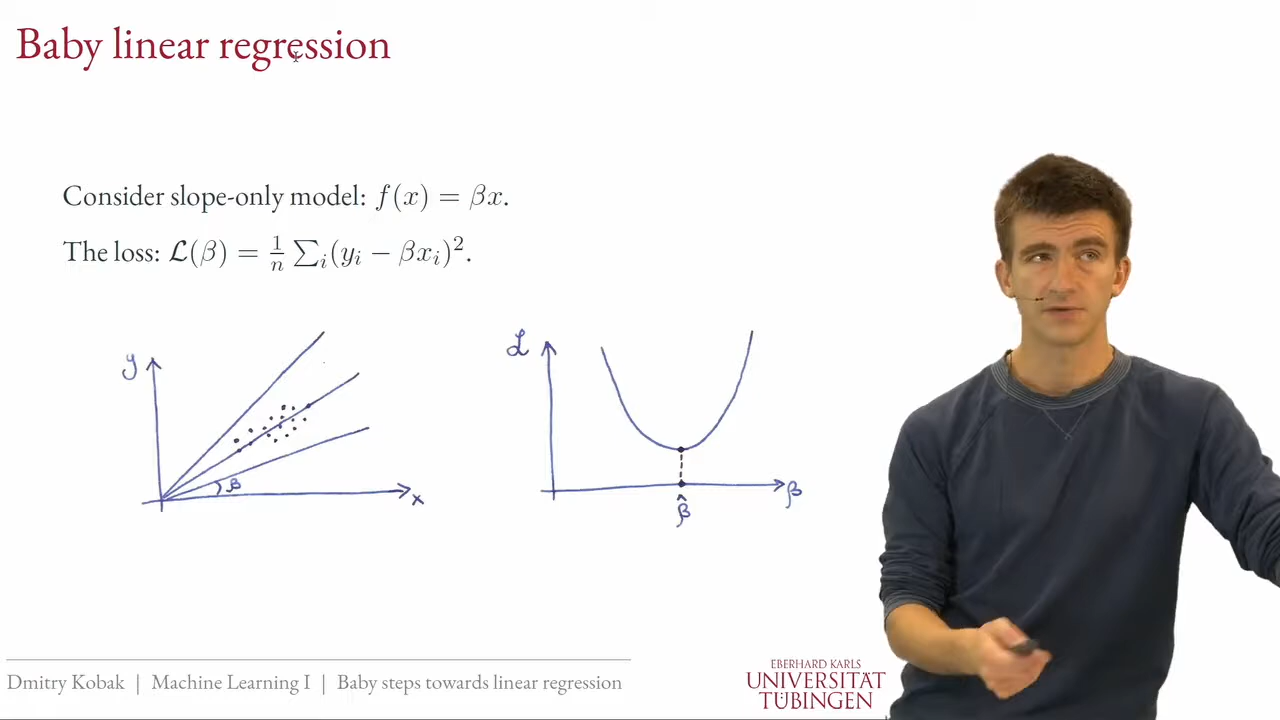 Baby linear regression
Consider slope-only model: f(x) = βx.
The loss: 𝓛(β) = 1/n ∑ᵢ(yᵢ − βxᵢ)².
y
β
x
𝓛
β̂
β
Dmitry Kobak | Machine Learning I | Baby steps towards linear regression
EBERHARD KARLS
UNIVERSITÄT
TÜBINGEN